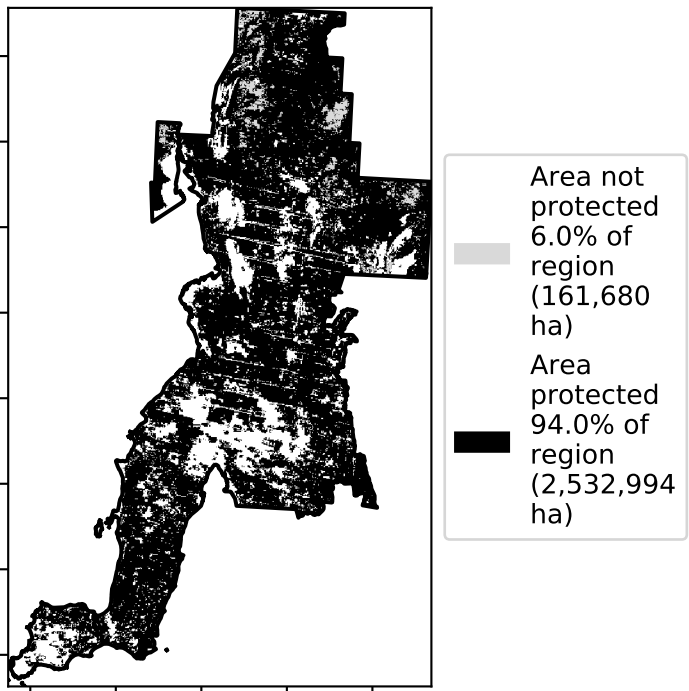 Area not
protected
6.0% of
region
(161,680
ha)
Area
protected
94.0% of
region
(2,532,994
ha)